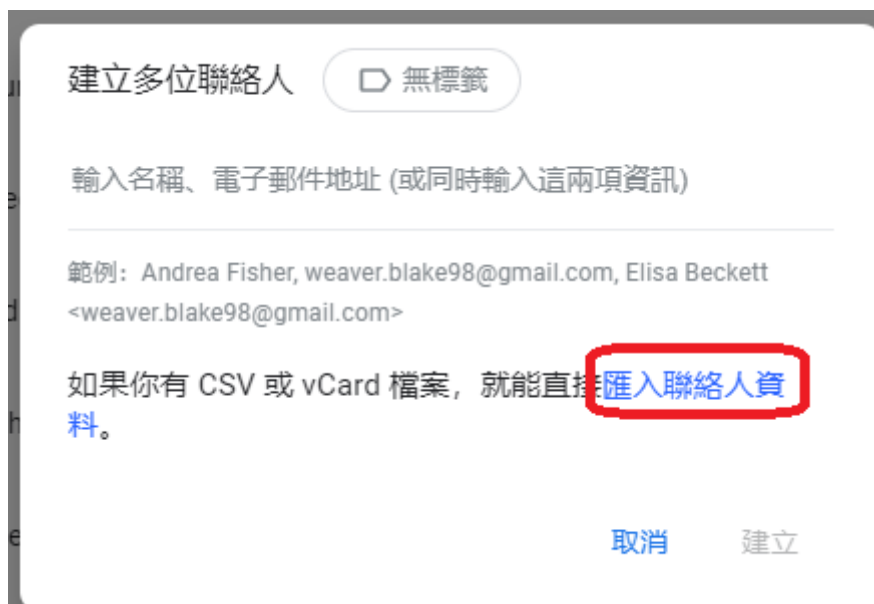 建立多位聯絡人 無標籤
輸入名稱、電子郵件地址 (或同時輸入這兩項資訊)
範例：Andrea Fisher, weaver.blake98@gmail.com, Elisa Beckett
<weaver.blake98@gmail.com>
如果你有 CSV 或 vCard 檔案，就能直接匯入聯絡人資
料。
取消 建立